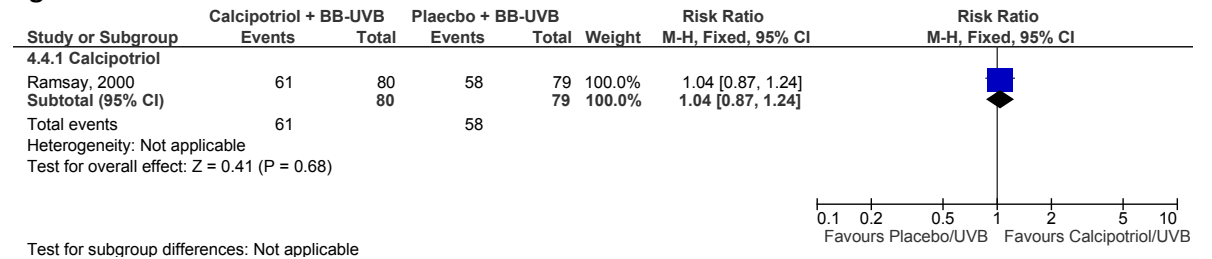 Calcipotriol + BB-UVB Plaecbo + BB-UVB Risk Ratio Risk Ratio
Study or Subgroup Events Total Events Total Weight M-H, Fixed, 95% CI M-H, Fixed, 95% CI
4.4.1 Calcipotriol
Ramsay, 2000 61 80 58 79 100.0% 1.04 [0.87, 1.24]
Subtotal (95% CI) 80 79 100.0% 1.04 [0.87, 1.24]
Total events 61 58
Heterogeneity: Not applicable
Test for overall effect: Z = 0.41 (P = 0.68)
0.1 0.2 0.5 1 2 5 10
Favours Placebo/UVB Favours Calcipotriol/UVB
Test for subgroup differences: Not applicable